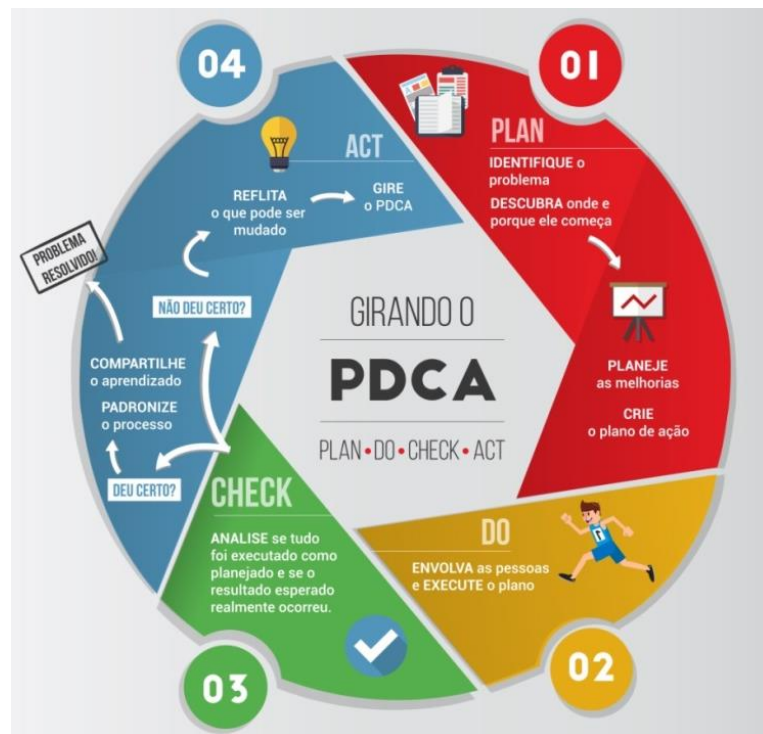 01
PLAN
IDENTIFIQUE o
problema
DESCUBRA onde e
porque ele começa
PLANEJE
as melhorias
CRIE
o plano de ação
02
DO
ENVOLVA as pessoas
e EXECUTE o plano
03
CHECK
ANALISE se tudo
foi executado como
planejado e se o
resultado esperado
realmente ocorreu.
04
ACT
DEU CERTO?
PADRONIZE
o processo
COMPARTILHE
o aprendizado
PROBLEMA
RESOLVIDO!
NÃO DEU CERTO?
REFLITA
o que pode ser
mudado
GIRE
o PDCA
GIRANDO O
PDCA
PLAN • DO • CHECK • ACT